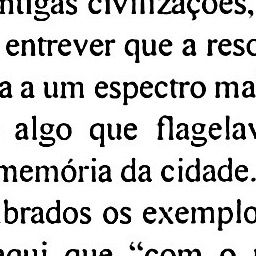 ntigas civilizações,
entrever que a reso
a a um espectro ma
algo que flagelav
memória da cidade.
brados os exemplo
aqui que “com o